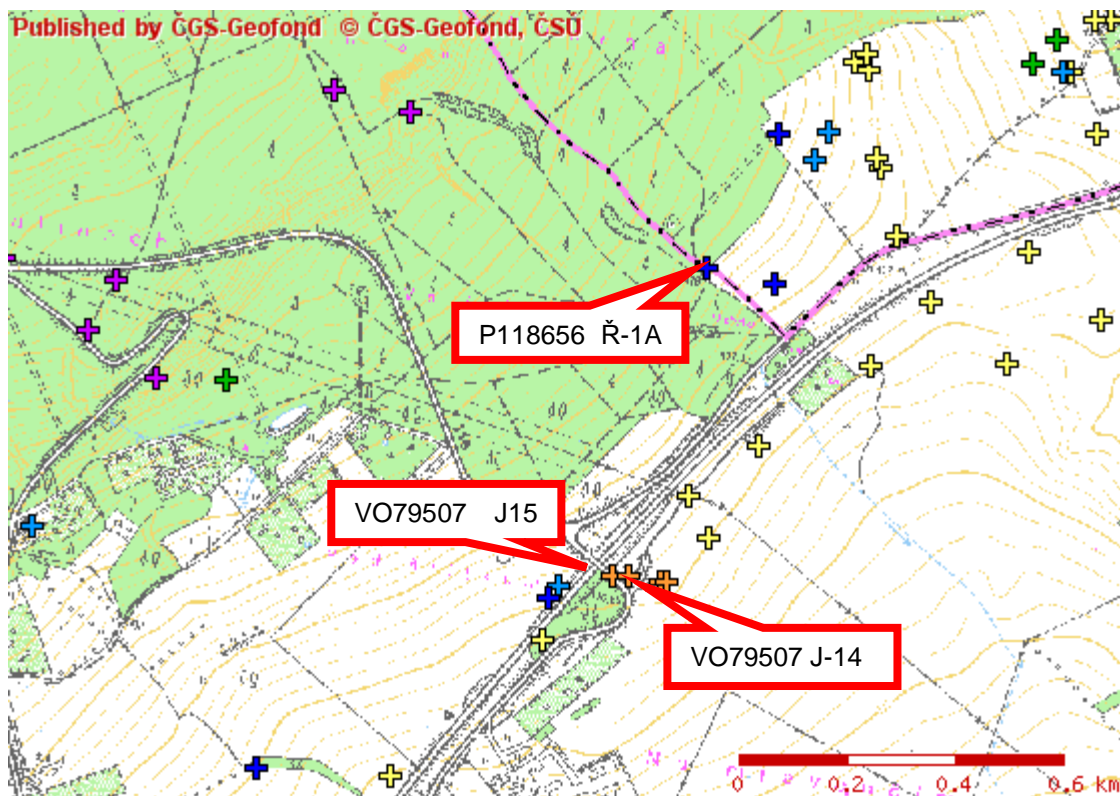 Published by ČGS-Geofond © ČGS-Geofond, ČSÚ
P118656 Ř-1A
VO79507 J15
VO79507 J-14
0 0.2 0.4 0.6 km